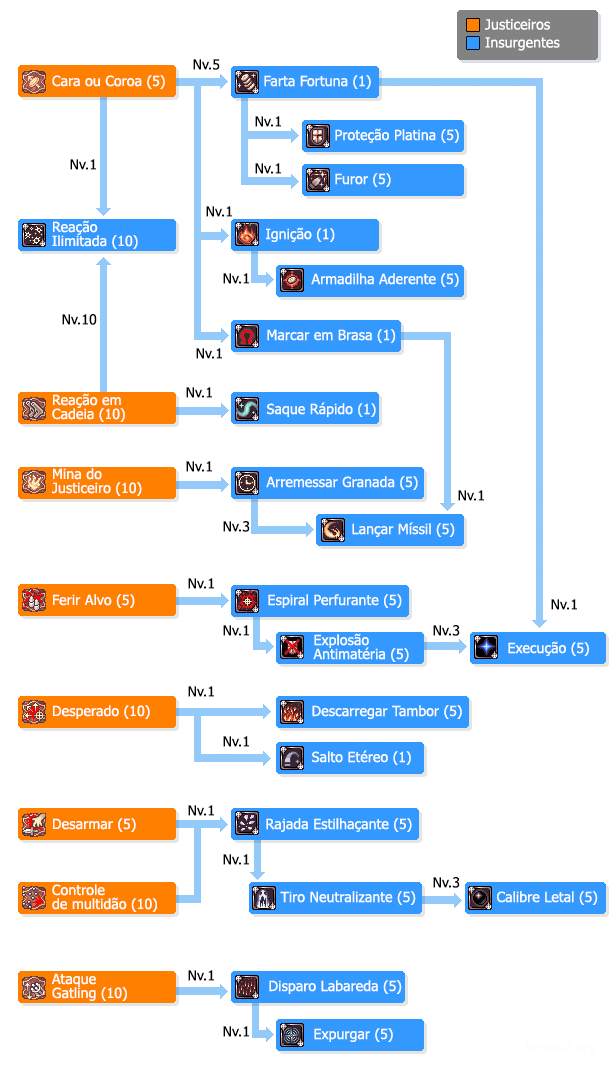 Justiceiros
Insurgentes
Cara ou Coroa (5)
Nv.5
Farta Fortuna (1)
Nv.1
Proteção Platina (5)
Nv.1
Furor (5)
Nv.1
Nv.1
Reação
Ilimitada (10)
Ignição (1)
Nv.1
Armadilha Aderente (5)
Nv.10
Marcar em Brasa (1)
Nv.1
Reação em
Cadeia (10)
Nv.1
Saque Rápido (1)
Mina do
Justiceiro (10)
Nv.1
Arremessar Granada (5)
Nv.1
Nv.3
Lançar Míssil (5)
Ferir Alvo (5)
Nv.1
Espiral Perfurante (5)
Nv.1
Nv.1
Explosão
Antimatéria (5)
Nv.3
Execução (5)
Desperado (10)
Nv.1
Descarregar Tambor (5)
Nv.1
Salto Etéreo (1)
Desarmar (5)
Nv.1
Rajada Estilhaçante (5)
Nv.1
Controle
de multidão (10)
Tiro Neutralizante (5)
Nv.3
Calibre Letal (5)
Ataque
Gatling (10)
Nv.1
Disparo Labareda (5)
Nv.1
Expurgar (5)